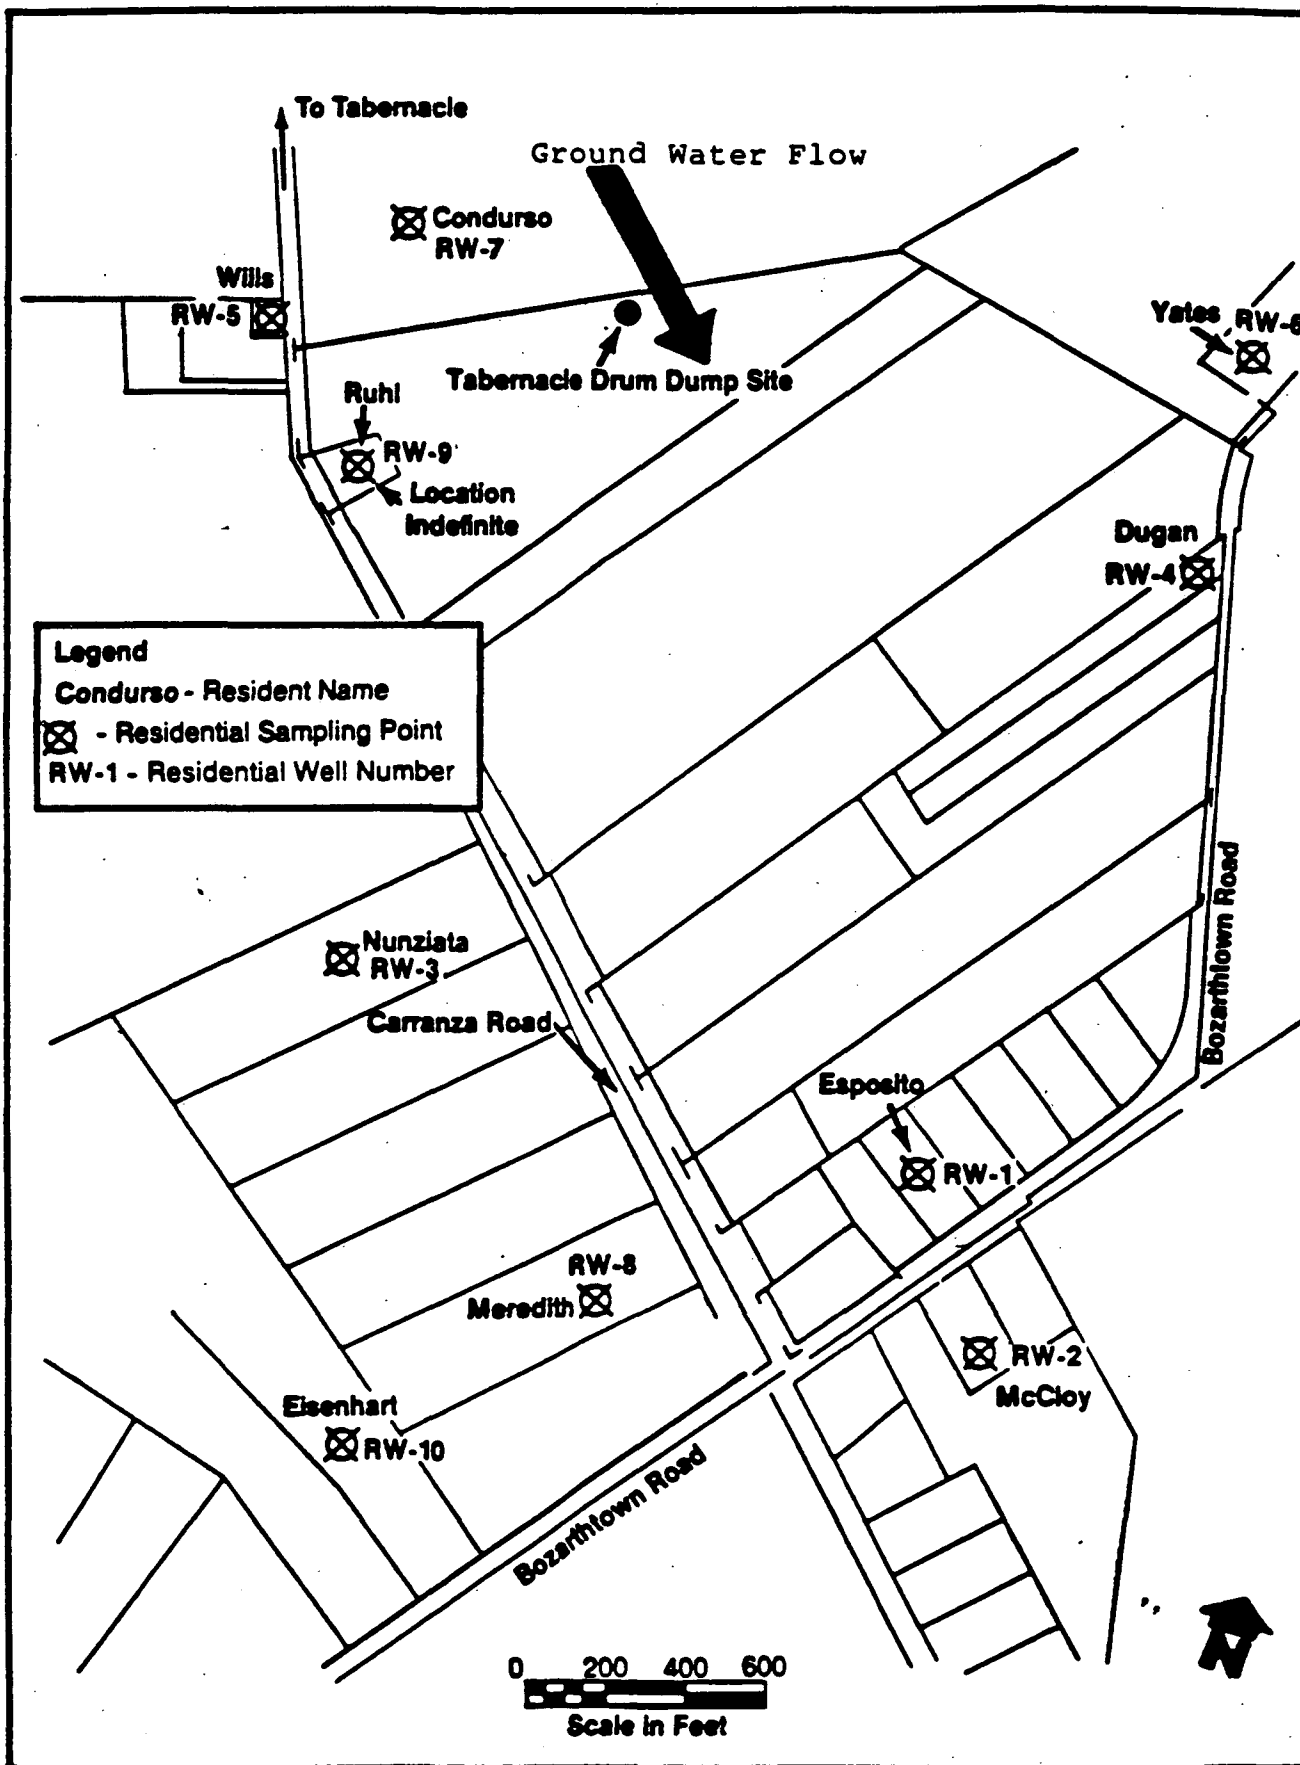 To Tabernacle
Ground Water Flow
Condurso
RW-7
Wills
RW-5
Yates RW-6
Tabernacle Drum Dump Site
Ruhl
RW-9
Location
Indefinite
Dugan
RW-4
Legend
Condurso - Resident Name
- Residential Sampling Point
RW-1 - Residential Well Number
Nunziata
RW-3
Carranza Road
Bozarthtown Road
Esposito
RW-1
RW-8
Meredith
RW-2
McCloy
Eisenhart
RW-10
Bozarthtown Road
N
0 200 400 600
Scale in Feet